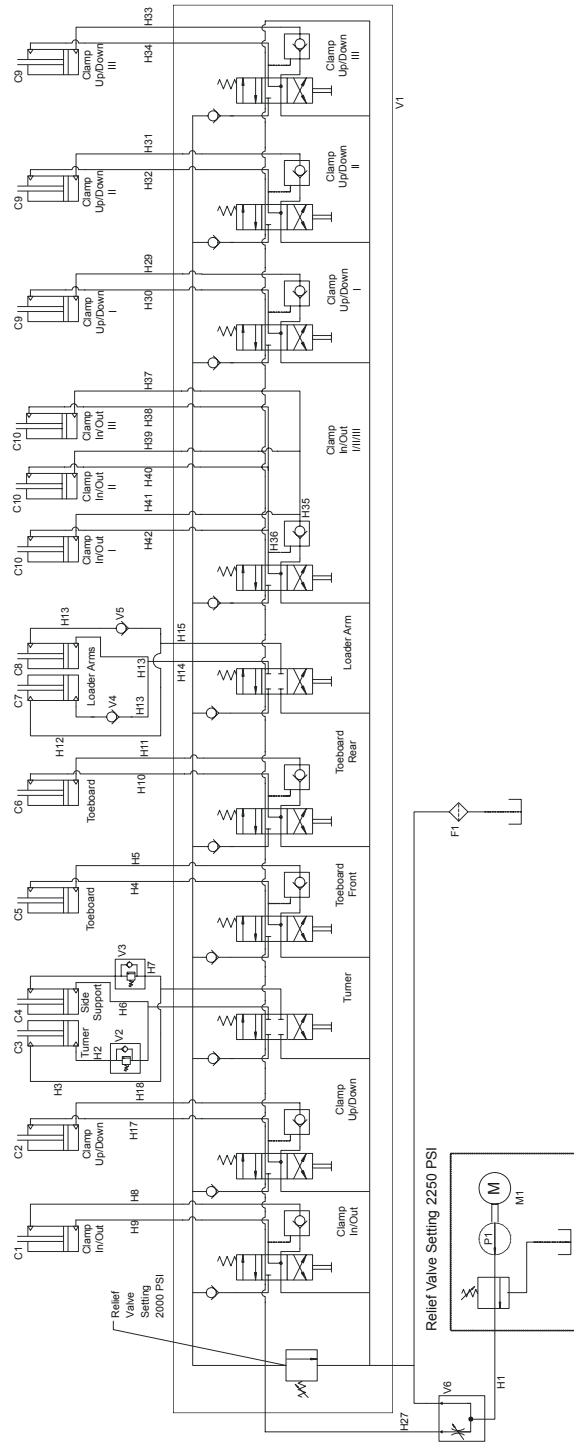 C1
Clamp
In/Out
C2
Clamp
Up/Down
C3
Turner
C4
Side
Support
C5
Toeboard
C6
Toeboard
C7
C8
Loader Arms
C10
Clamp
In/Out
I
C10
Clamp
In/Out
II
C10
Clamp
In/Out
III
C9
Clamp
Up/Down
I
C9
Clamp
Up/Down
II
C9
Clamp
Up/Down
III
H9
H8
H17
H3
H2
V2
H18
H6
V3
H7
H4
H5
H10
H11
H12
V4
H13
H13
H13
V5
H14
H15
H42
H41
H40
H39
H38
H37
H36
H35
H30
H29
H32
H31
H34
H33
Relief
Valve
Setting
2000 PSI
Clamp
In/Out
Clamp
Up/Down
Turner
Toeboard
Front
Toeboard
Rear
Loader Arm
Clamp
In/Out
I/II/III
Clamp
Up/Down
I
Clamp
Up/Down
II
Clamp
Up/Down
III
V1
H27
V6
H1
Relief Valve Setting 2250 PSI
P1
M
M1
F1